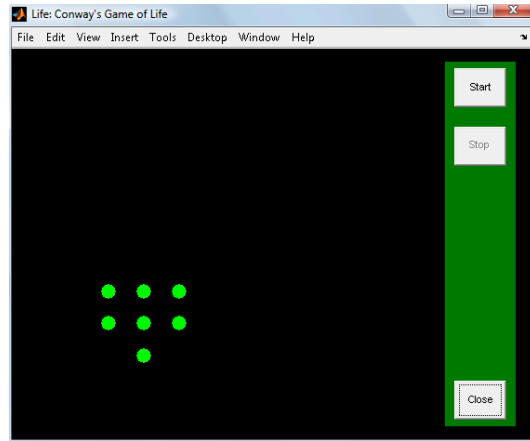 Life: Conway's Game of Life
File Edit View Insert Tools Desktop Window Help
Start
Stop
Close